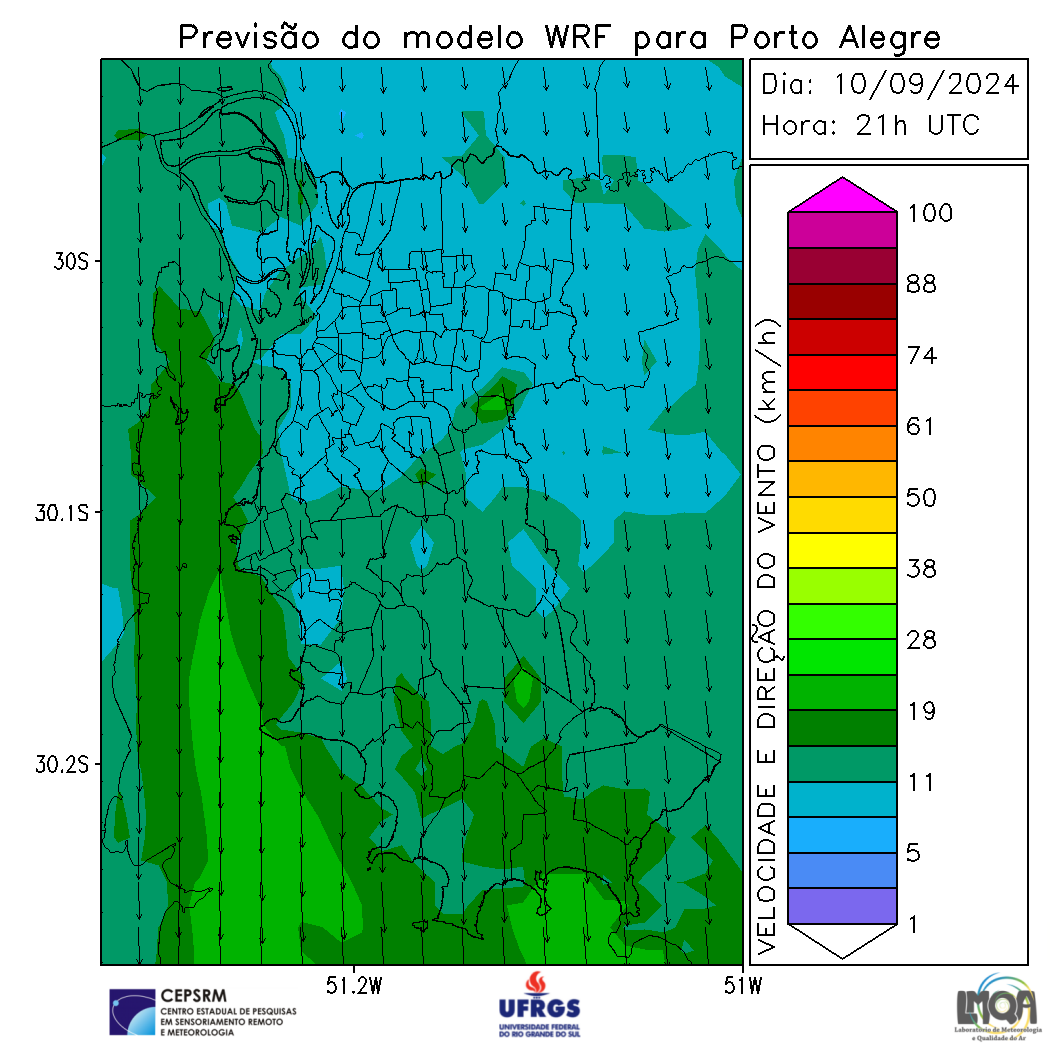 Previsão do modelo WRF para Porto Alegre
Dia: 10/09/2024
Hora: 21h UTC
30S
30.1S
30.2S
51.2W
51W
VELOCIDADE E DIREÇÃO DO VENTO (km/h)
100
88
74
61
50
38
28
19
11
5
1
CEPSRM
CENTRO ESTADUAL DE PESQUISAS
EM SENSORIAMENTO REMOTO
E METEOROLOGIA
UFRGS
UNIVERSIDADE FEDERAL
DO RIO GRANDE DO SUL
LMQA
Laboratório de Meteorologia
e Qualidade do Ar